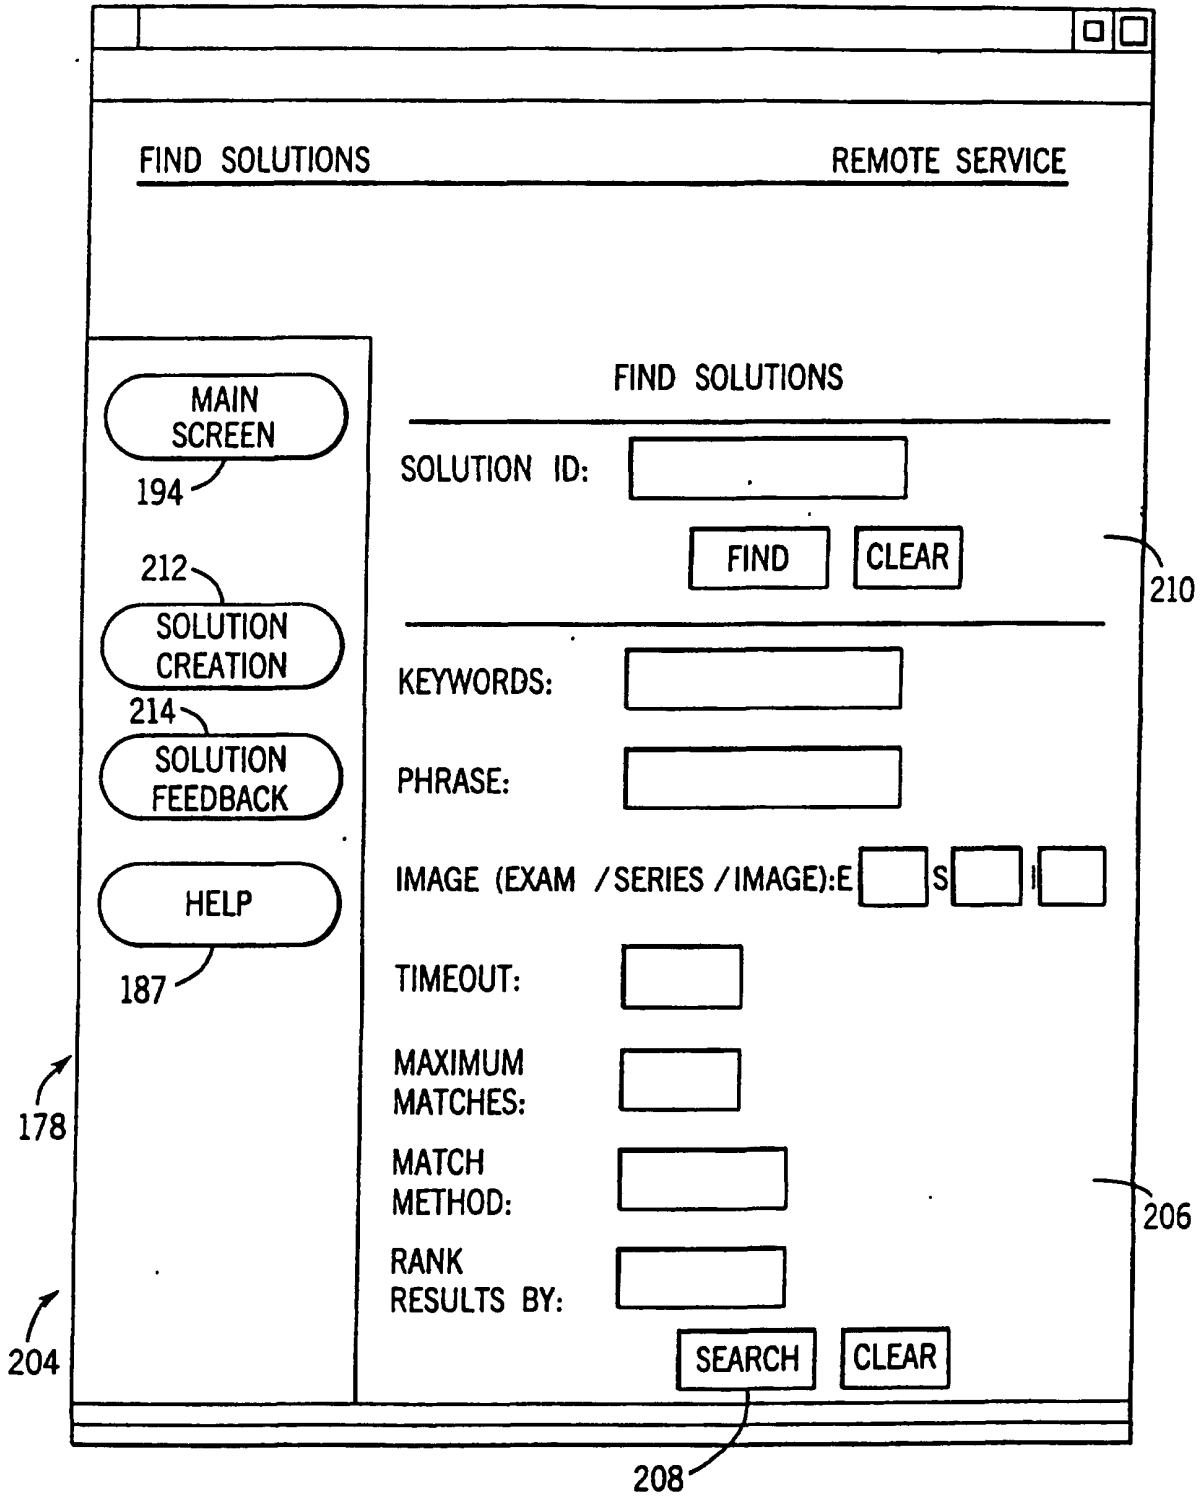 FIND SOLUTIONS
REMOTE SERVICE
MAIN
SCREEN
194
212
SOLUTION
CREATION
214
SOLUTION
FEEDBACK
HELP
187
178
204
FIND SOLUTIONS
SOLUTION ID:
FIND
CLEAR
210
KEYWORDS:
PHRASE:
IMAGE (EXAM / SERIES / IMAGE):E S I
TIMEOUT:
MAXIMUM
MATCHES:
MATCH
METHOD:
206
RANK
RESULTS BY:
SEARCH
CLEAR
208